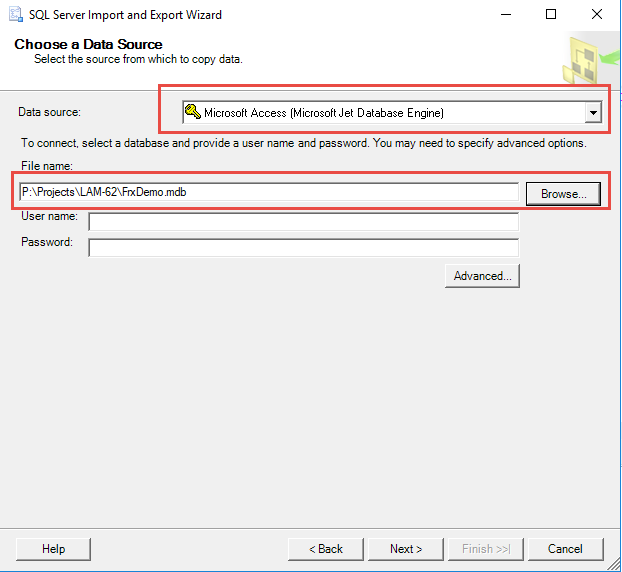 SQL Server Import and Export Wizard
Choose a Data Source
Select the source from which to copy data.
Data source: Microsoft Access (Microsoft Jet Database Engine)
To connect, select a database and provide a user name and password. You may need to specify advanced options.
File name:
P:\Projects\LAM-62\FrxDemo.mdb Browse...
User name:
Password:
Advanced...
Help < Back Next > Finish >>| Cancel